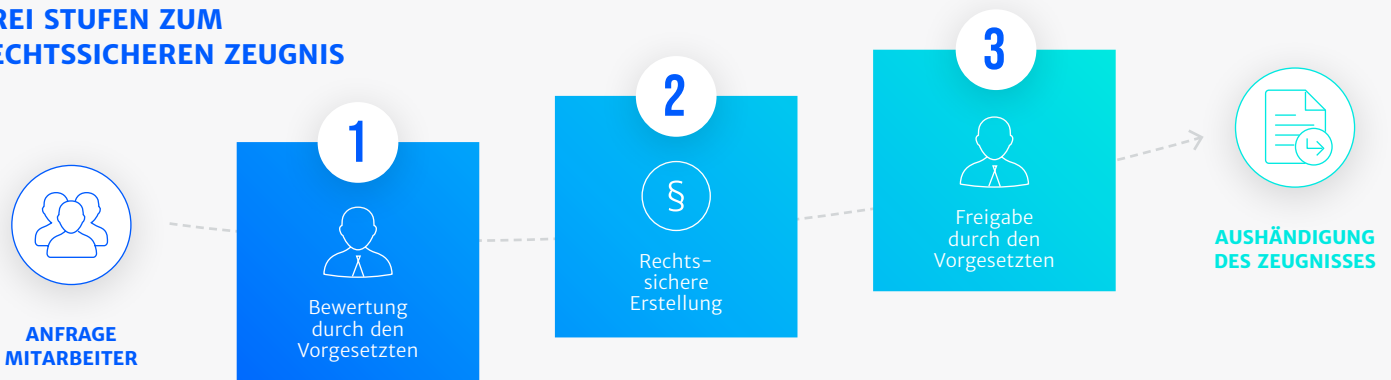 REI STUFEN ZUM
ECHTSSICHEREN ZEUGNIS
ANFRAGE
MITARBEITER
1
Bewertung
durch den
Vorgesetzten
2
§
Rechts-
sichere
Erstellung
3
Freigabe
durch den
Vorgesetzten
AUSHÄNDIGUNG
DES ZEUGNISSES